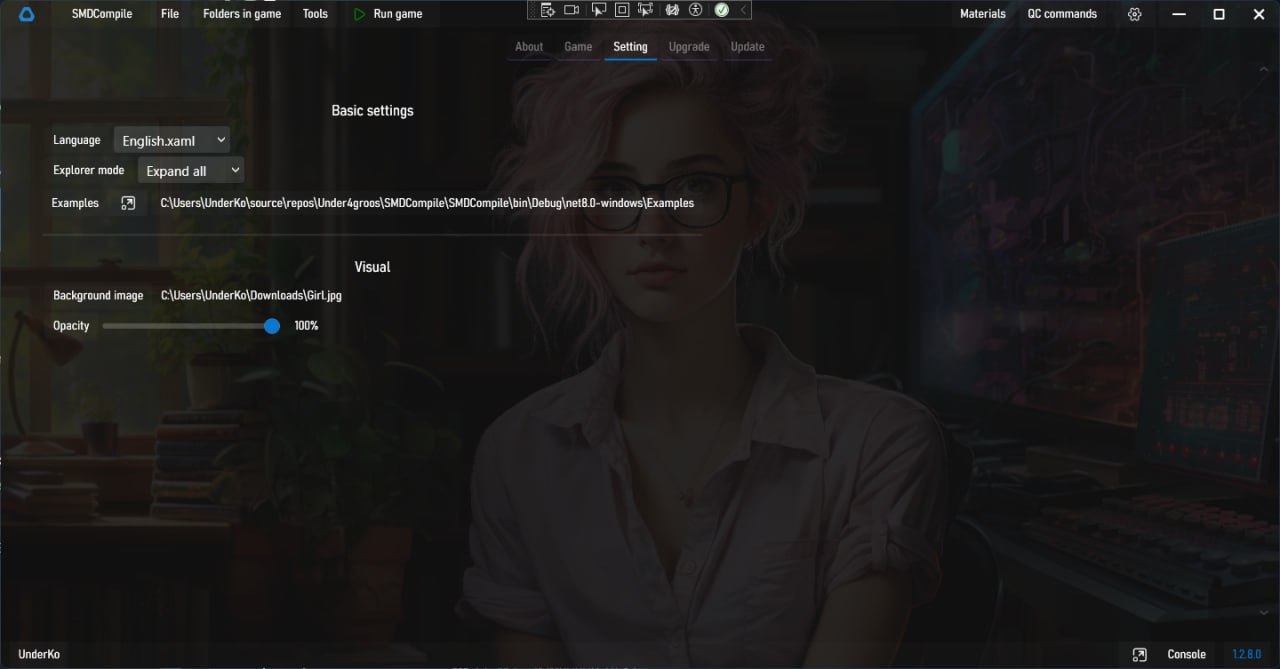 SMDCompile File Folders in game Tools Run game Materials QC commands
About Game Setting Upgrade Update
Basic settings
Language English.xaml
Explorer mode Expand all
Examples C:\Users\UnderKo\source\repos\Under4groos\SMDCompile\SMDCompile\bin\Debug\net8.0-windows\Examples
Visual
Background image C:\Users\UnderKo\Downloads\Girl.jpg
Opacity 100%
UnderKo Console 1.2.8.0